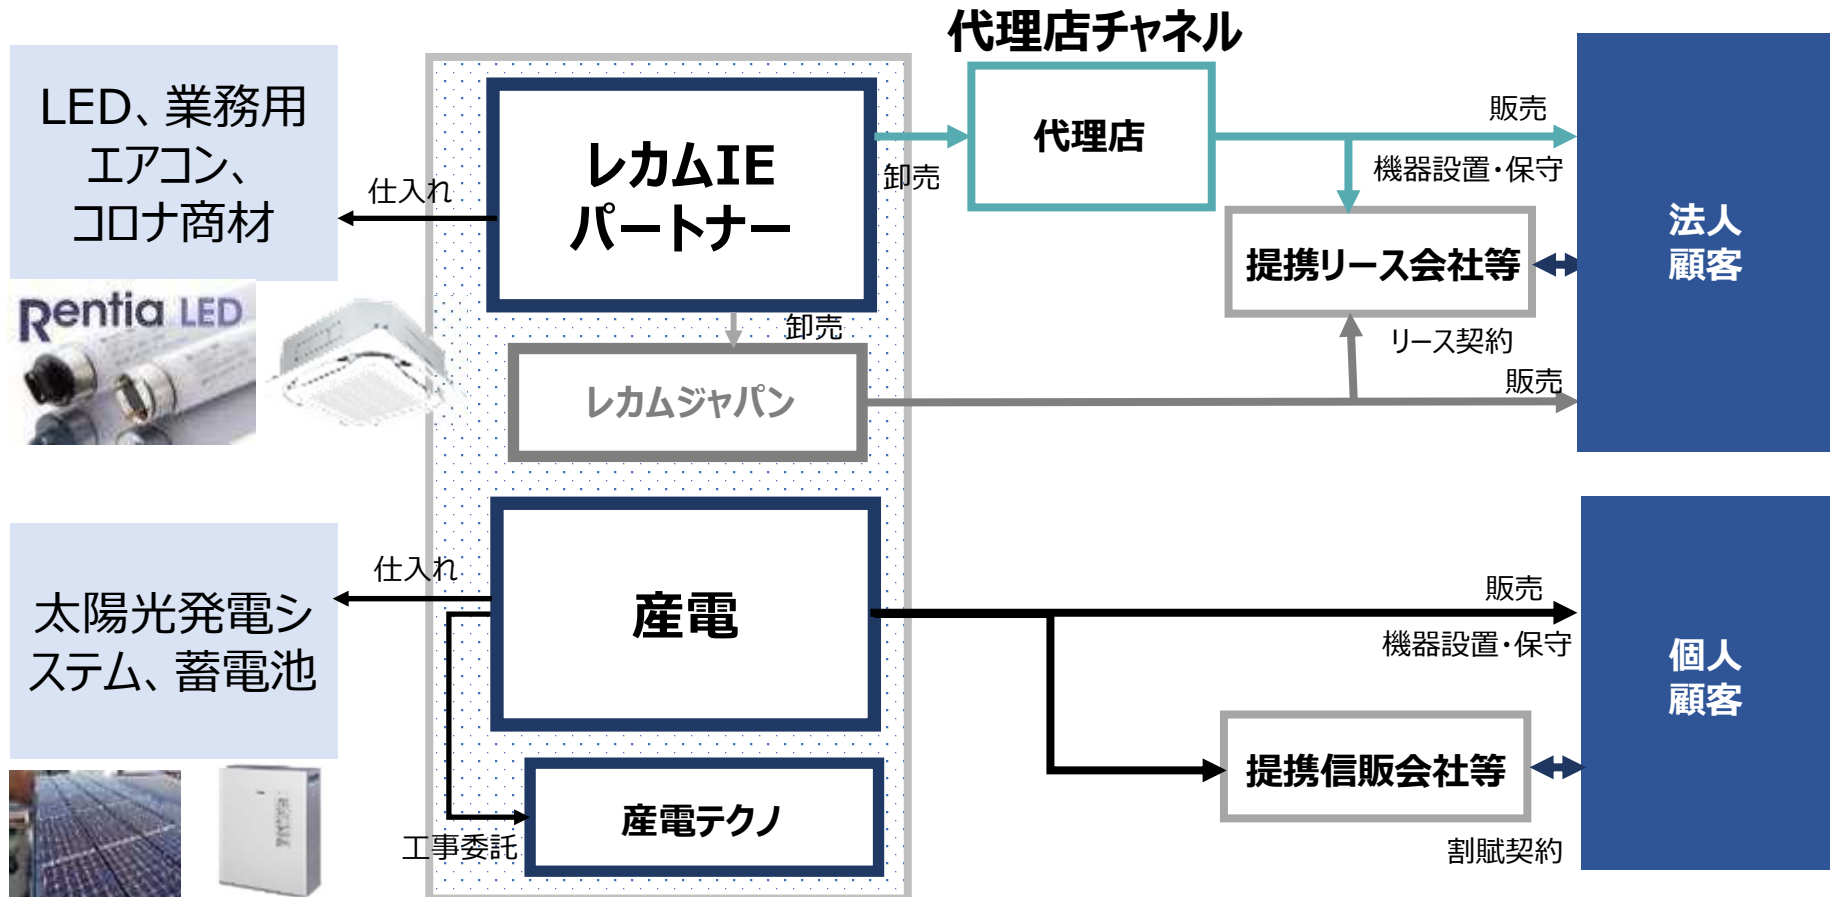 代理店チャネル
LED、業務用
エアコン、
コロナ商材
仕入れ
レカムIE
パートナー
卸売
代理店
販売
機器設置・保守
提携リース会社等
法人
顧客
Rentia LED
卸売
レカムジャパン
リース契約
販売
太陽光発電シ
ステム、蓄電池
仕入れ
産電
販売
機器設置・保守
個人
顧客
提携信販会社等
産電テクノ
工事委託
割賦契約